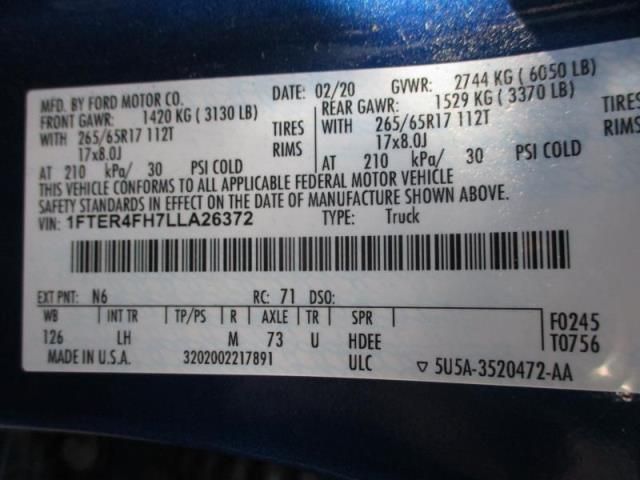 MFD. BY FORD MOTOR CO.
DATE: 02/20 GVWR: 2744 KG ( 6050 LB)
FRONT GAWR: 1420 KG ( 3130 LB) REAR GAWR: 1529 KG ( 3370 LB)
WITH 265/65R17 112T TIRES WITH 265/65R17 112T TIRES
17x8.0J RIMS 17x8.0J RIMS
AT 210 kPa/ 30 PSI COLD AT 210 kPa/ 30 PSI COLD
THIS VEHICLE CONFORMS TO ALL APPLICABLE FEDERAL MOTOR VEHICLE
SAFETY STANDARDS IN EFFECT ON THE DATE OF MANUFACTURE SHOWN ABOVE.
VIN: 1FTER4FH7LLA26372 TYPE: Truck
EXT PNT: N6 RC: 71 DSO:
WB INT TR TP/PS R AXLE TR SPR F0245
126 LH M 73 U HDEE T0756
MADE IN U.S.A. 3202002217891 ULC ▽ 5U5A-3520472-AA